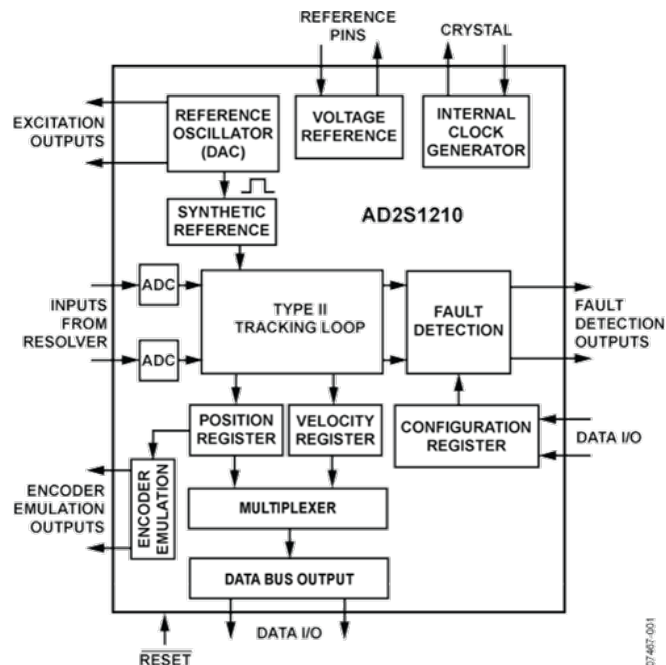 REFERENCE
PINS
CRYSTAL
EXCITATION
OUTPUTS
REFERENCE
OSCILLATOR
(DAC)
VOLTAGE
REFERENCE
INTERNAL
CLOCK
GENERATOR
SYNTHETIC
REFERENCE
AD2S1210
INPUTS
FROM
RESOLVER
ADC
ADC
TYPE II
TRACKING LOOP
FAULT
DETECTION
FAULT
DETECTION
OUTPUTS
POSITION
REGISTER
VELOCITY
REGISTER
CONFIGURATION
REGISTER
DATA I/O
ENCODER
EMULATION
OUTPUTS
ENCODER
EMULATION
MULTIPLEXER
DATA BUS OUTPUT
DATA I/O
RESET
07467-001